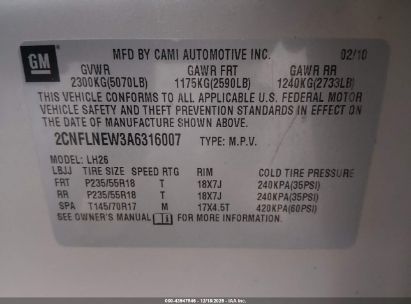 GM
MFD BY CAMI AUTOMOTIVE INC. 02/10
GVWR GAWR FRT GAWR RR
2300KG(5070LB) 1175KG(2590LB) 1240KG(2733LB)
THIS VEHICLE CONFORMS TO ALL APPLICABLE U.S. FEDERAL MOTOR
VEHICLE SAFETY AND THEFT PREVENTION STANDARDS IN EFFECT ON
THE DATE OF MANUFACTURE SHOWN ABOVE.
2CNFLNEW3A6316007 TYPE: M.P.V.
MODEL: LH26
LBJJ TIRE SIZE SPEED RTG RIM COLD TIRE PRESSURE
FRT P235/55R18 T 18X7J 240KPA(35PSI)
RR P235/55R18 T 18X7J 240KPA(35PSI)
SPA T145/70R17 M 17X4.5T 420KPA(60PSI)
SEE OWNER'S MANUAL FOR MORE INFORMATION